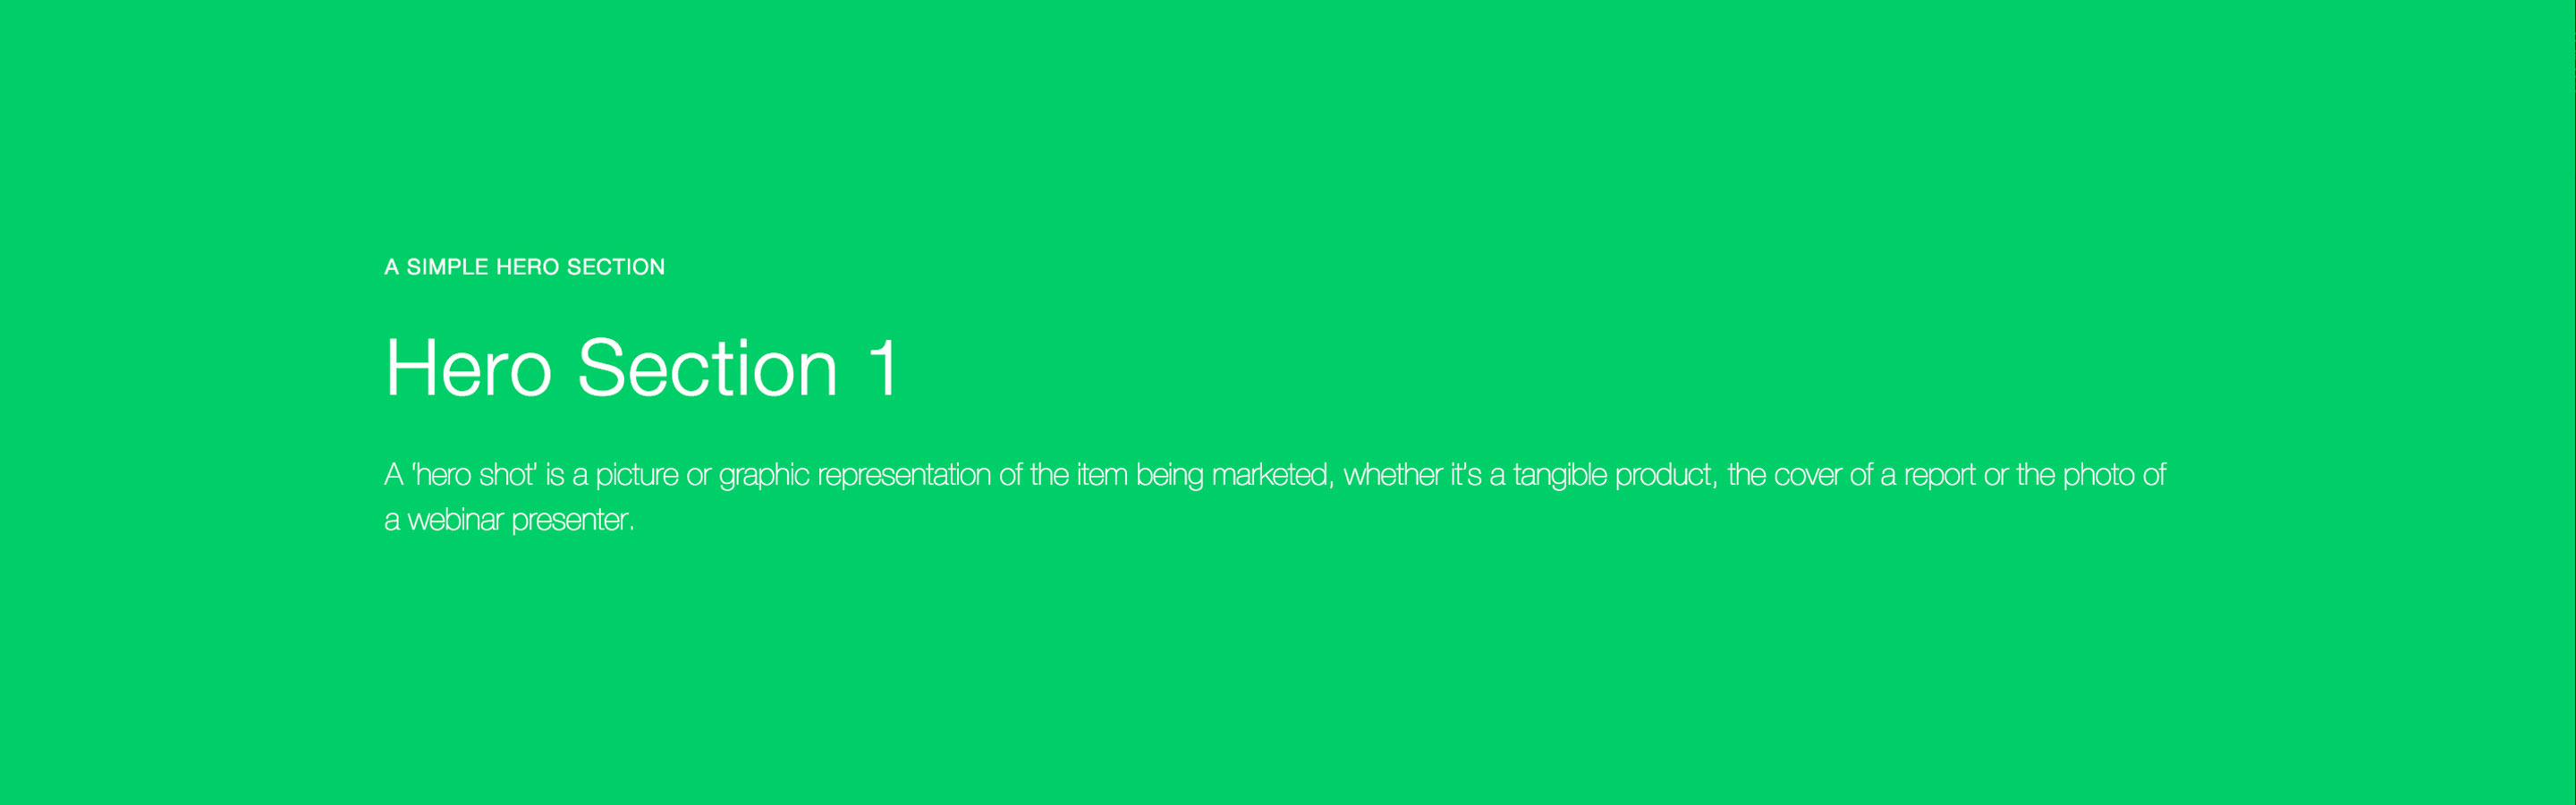 A SIMPLE HERO SECTION
Hero Section 1
A ‘hero shot’ is a picture or graphic representation of the item being marketed, whether it's a tangible product, the cover of a report or the photo of
a webinar presenter.